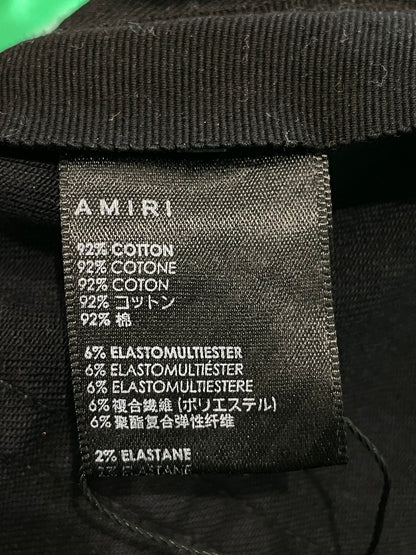 AMIRI
92% COTTON
92% COTONE
92% COTON
92% コットン
92% 棉
6% ELASTOMULTIESTER
6% ELASTOMULTIÉSTER
6% ELASTOMULTIESTERE
6% 複合繊維 (ポリエステル)
6% 聚酯复合弹性纤维
2% ELASTANE
2% ELASTANE